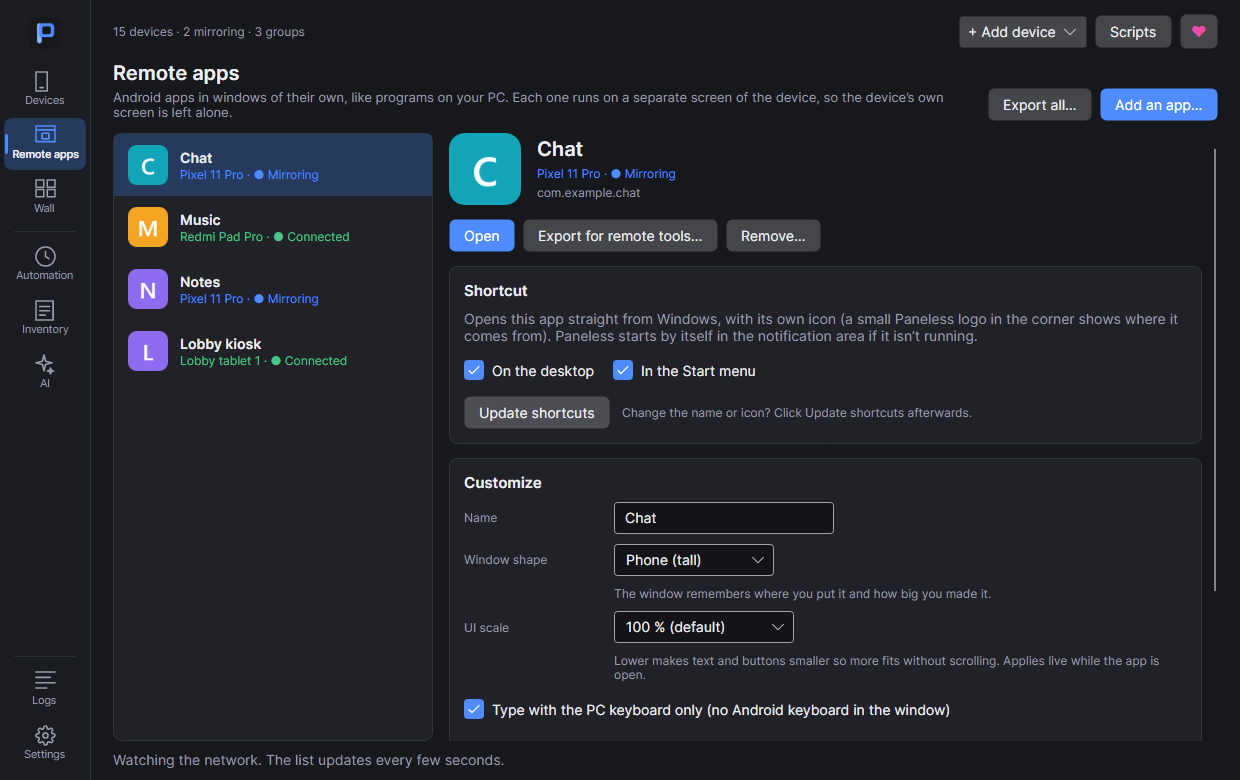 15 devices · 2 mirroring · 3 groups
+ Add device
Scripts
Devices
Remote apps
Wall
Automation
Inventory
AI
Logs
Settings
Remote apps
Android apps in windows of their own, like programs on your PC. Each one runs on a separate screen of the device, so the device's own
screen is left alone.
Export all...
Add an app...
C
Chat
Pixel 11 Pro · Mirroring
M
Music
Redmi Pad Pro · Connected
N
Notes
Pixel 11 Pro · Mirroring
L
Lobby kiosk
Lobby tablet 1 · Connected
C
Chat
Pixel 11 Pro · Mirroring
com.example.chat
Open
Export for remote tools...
Remove...
Shortcut
Opens this app straight from Windows, with its own icon (a small Paneless logo in the corner shows where it
comes from). Paneless starts by itself in the notification area if it isn't running.
On the desktop
In the Start menu
Update shortcuts
Change the name or icon? Click Update shortcuts afterwards.
Customize
Name
Chat
Window shape
Phone (tall)
The window remembers where you put it and how big you made it.
UI scale
100 % (default)
Lower makes text and buttons smaller so more fits without scrolling. Applies live while the app is
open.
Type with the PC keyboard only (no Android keyboard in the window)
Watching the network. The list updates every few seconds.